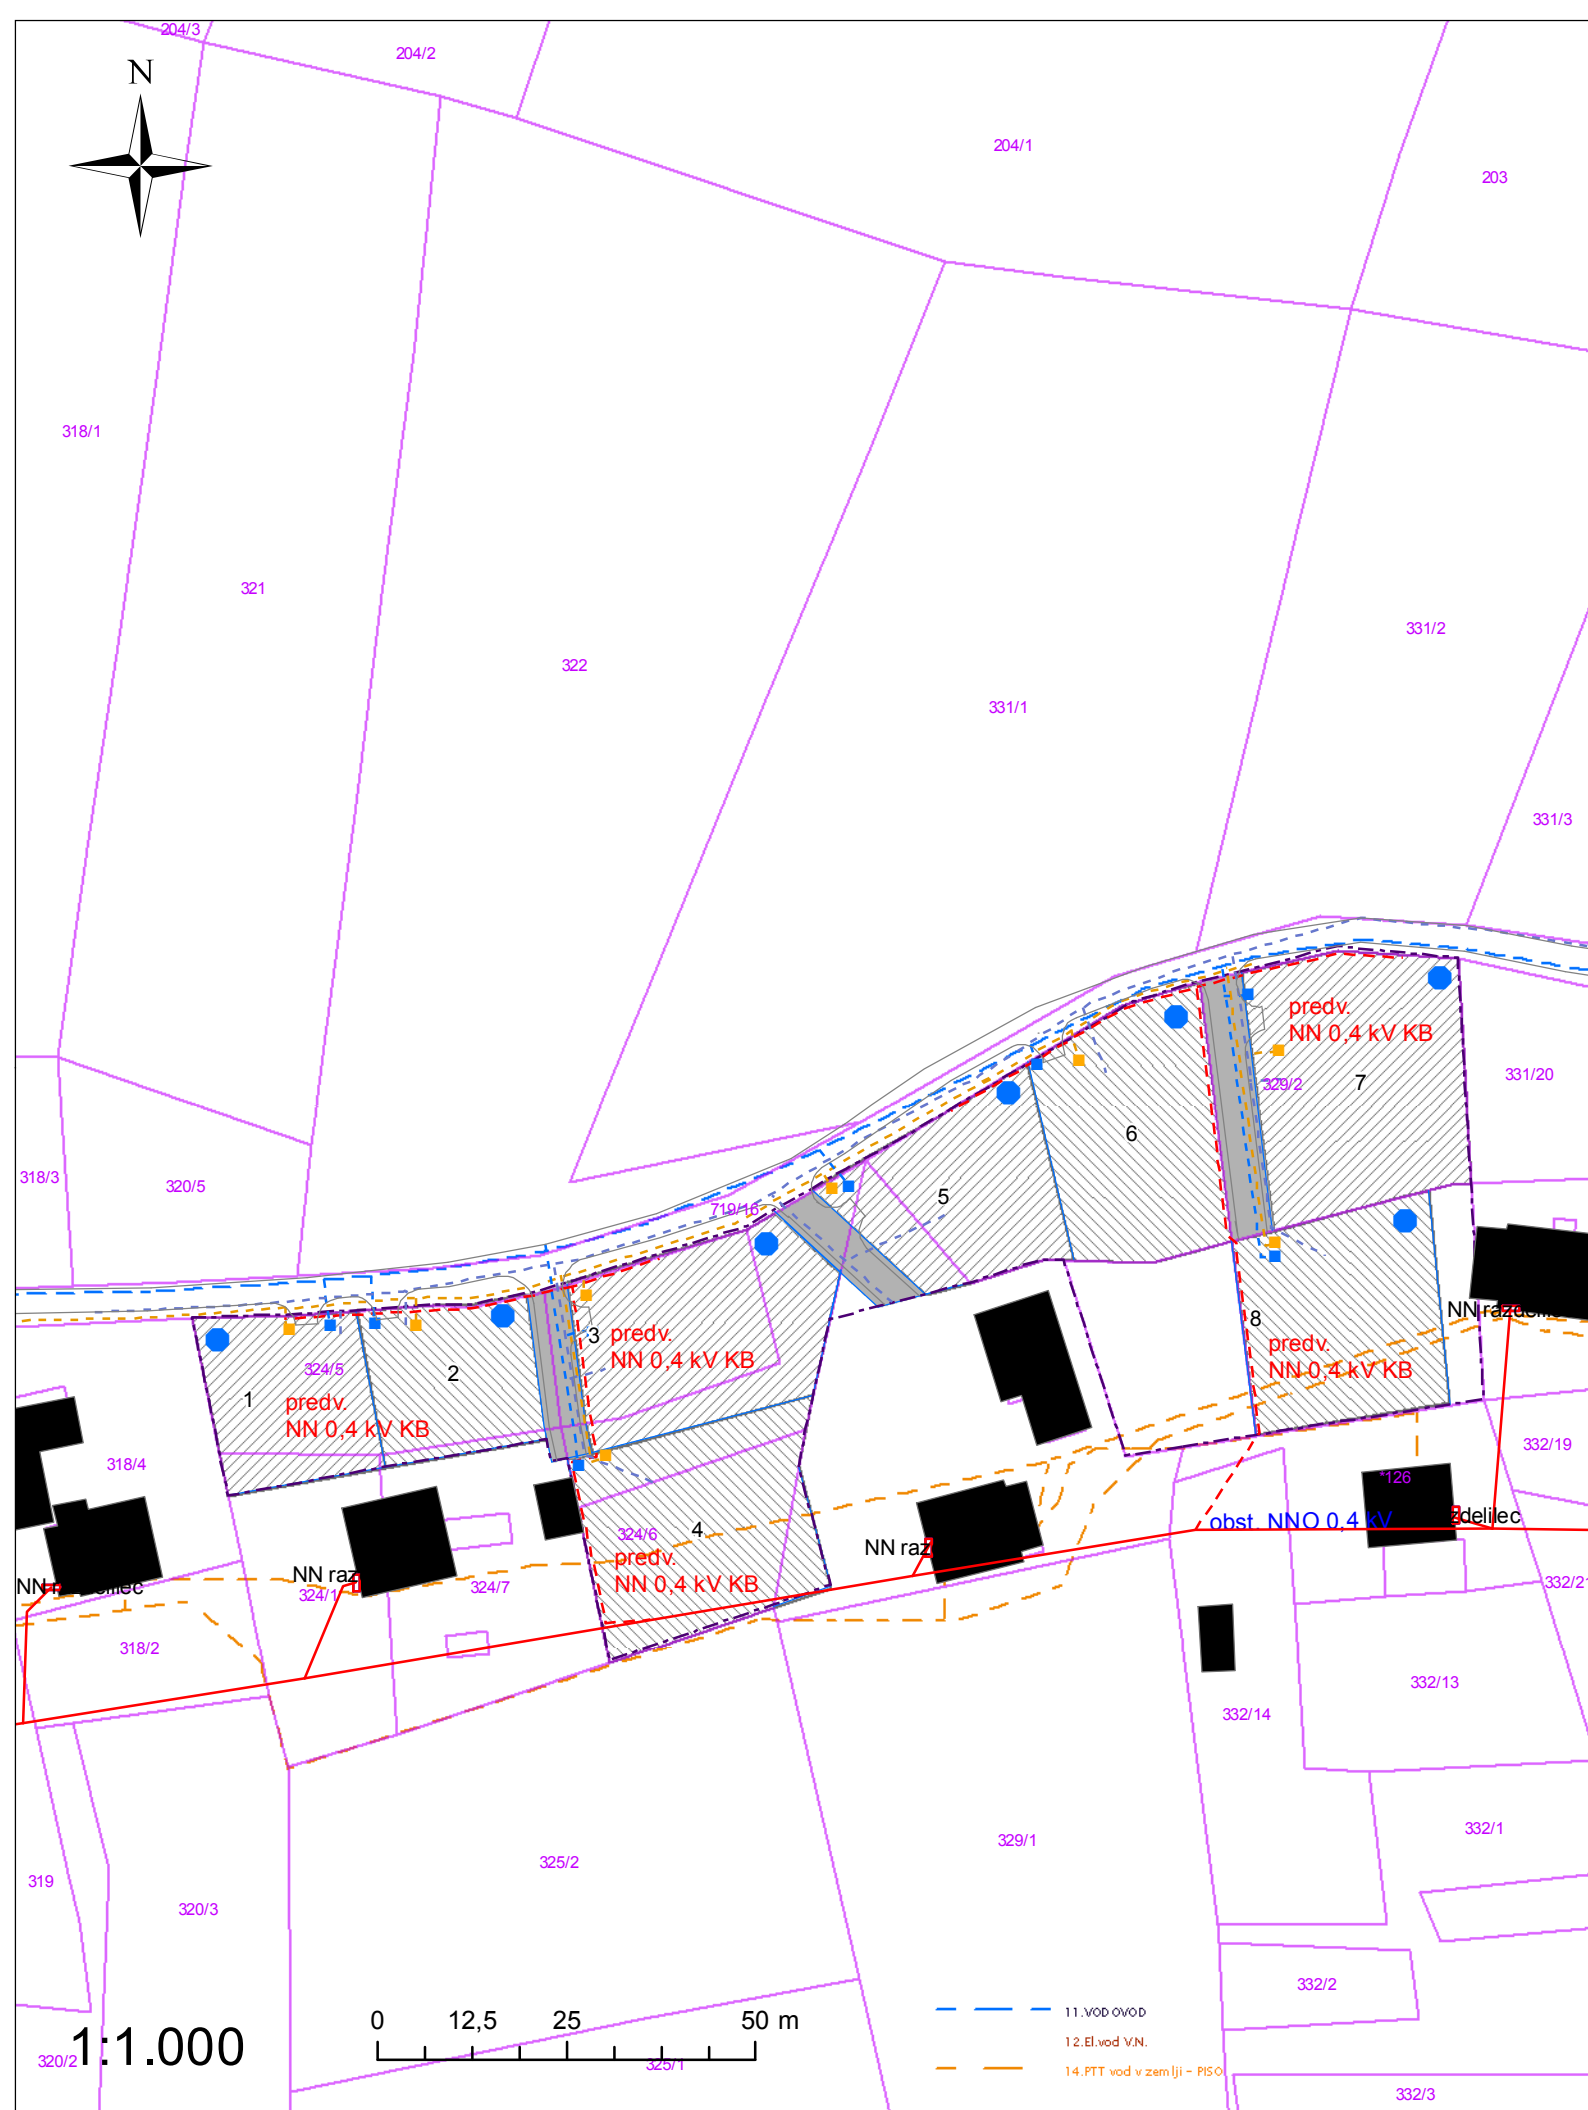 204/3
204/2
N
204/1
203
318/1
321
331/2
322
331/1
331/3
predv.
NN 0,4 kV KB
331/20
7
329/2
6
318/3
320/5
5
719/16
NN razdelilec
8
3
predv.
NN 0,4 kV KB
predv.
NN 0,4 kV KB
324/5
2
1
predv.
NN 0,4 kV KB
332/19
318/4
*126
obst. NNO 0,4 kV
zdelilec
324/6
4
NN raz
predv.
NN 0,4 kV KB
NN raz
NN razdelilec
324/1
324/7
332/21
318/2
332/13
332/14
332/1
329/1
325/2
319
320/3
332/2
0 12,5 25 50 m
11.VODOVOD
1:1.000
12.El.vod V.N.
320/2
325/1
14.PTT vod v zemlji - PISO
332/3